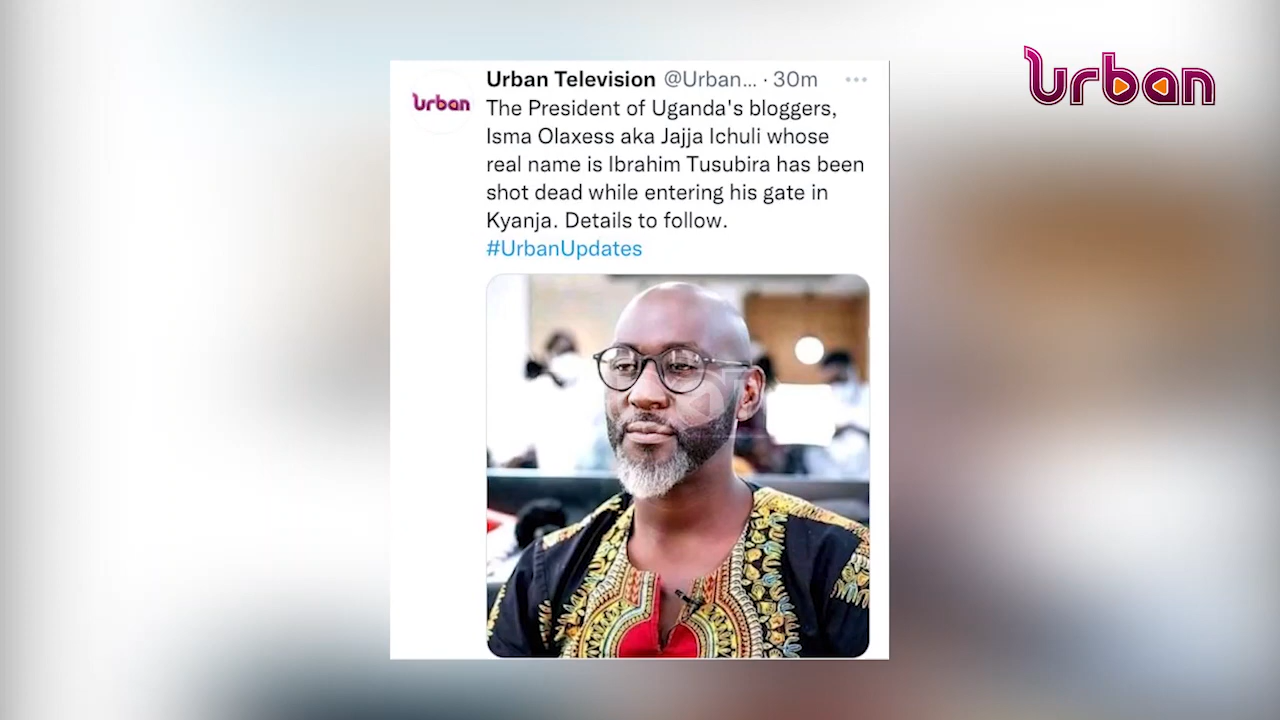 Urban
Urban Television @Urban... · 30m ...
urban
The President of Uganda's bloggers,
Isma Olaxess aka Jajja Ichuli whose
real name is Ibrahim Tusubira has been
shot dead while entering his gate in
Kyanja. Details to follow.
#UrbanUpdates